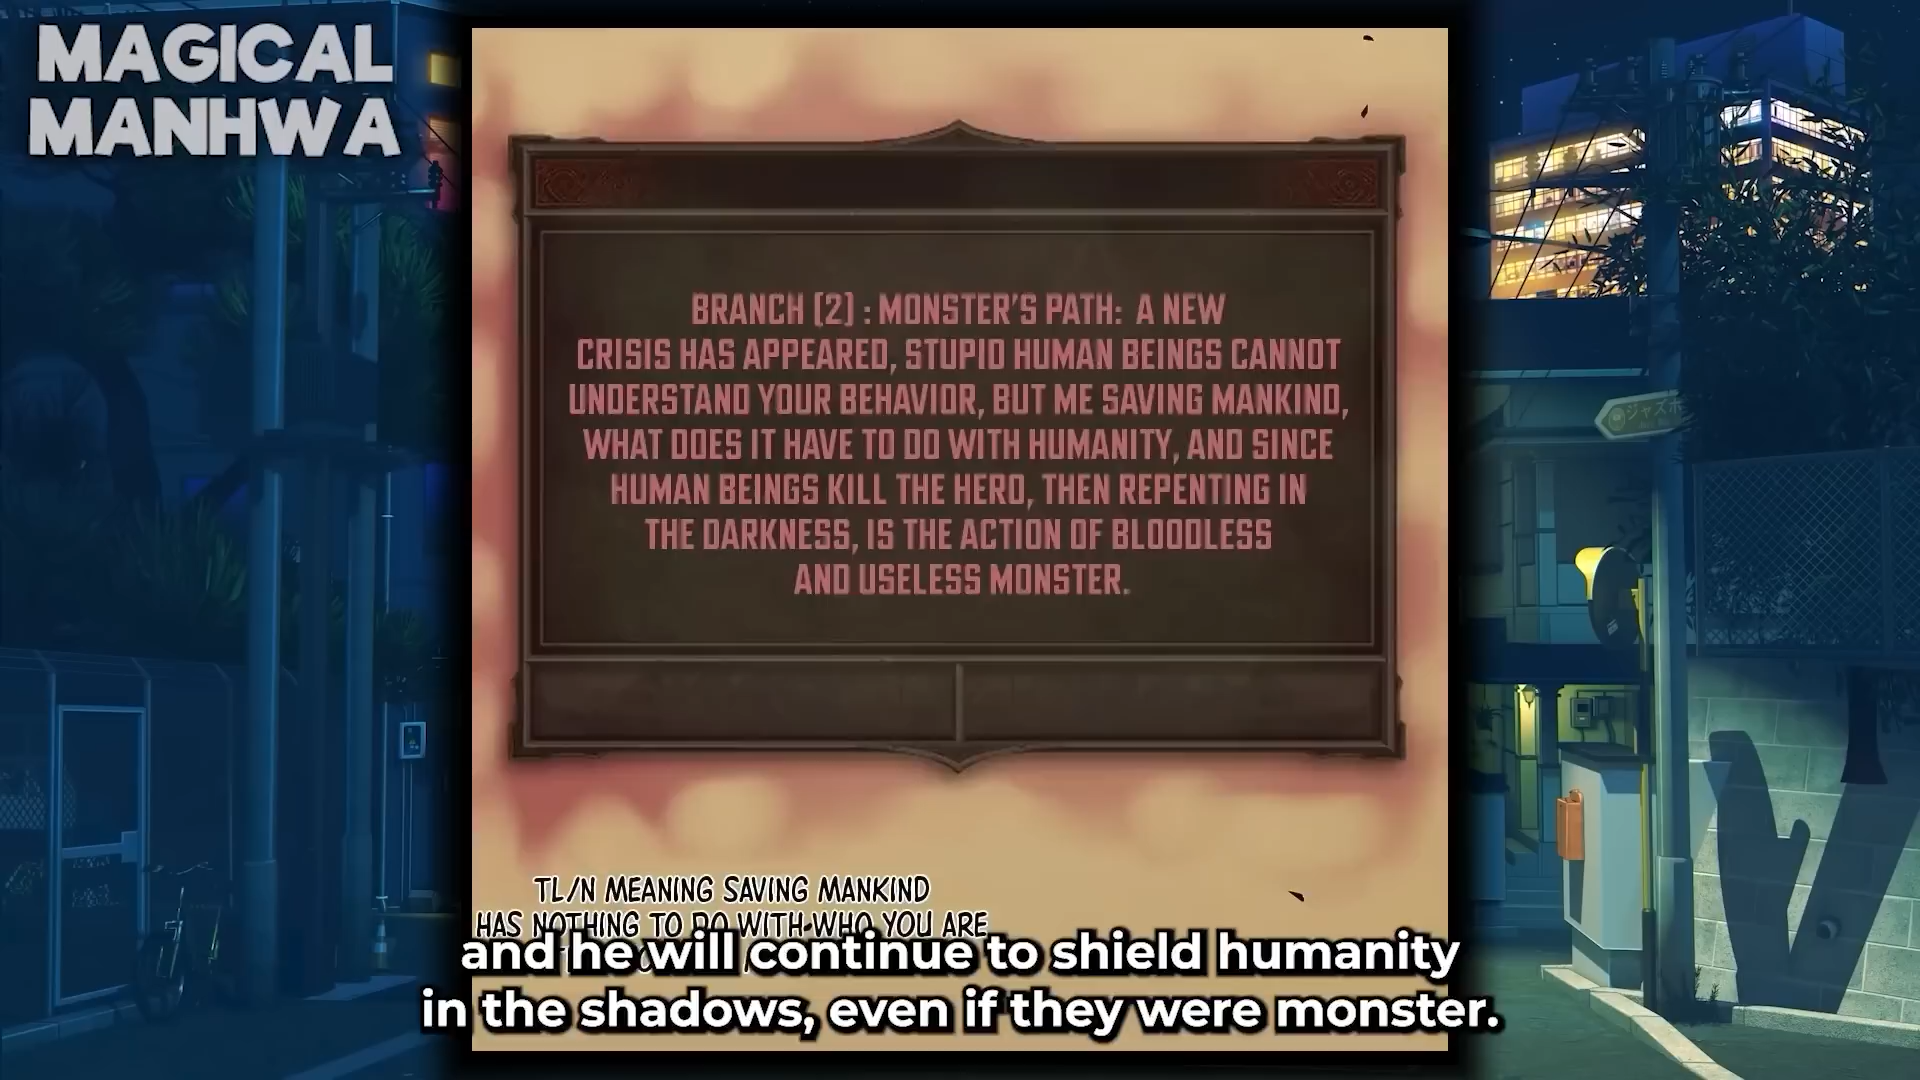 MAGICAL
MANHWA
BRANCH [2] : MONSTER'S PATH: A NEW
CRISIS HAS APPEARED, STUPID HUMAN BEINGS CANNOT
UNDERSTAND YOUR BEHAVIOR, BUT ME SAVING MANKIND,
WHAT DOES IT HAVE TO DO WITH HUMANITY, AND SINCE
HUMAN BEINGS KILL THE HERO, THEN REPENTING IN
THE DARKNESS, IS THE ACTION OF BLOODLESS
AND USELESS MONSTER.
ジャズ
TL/N MEANING SAVING MANKIND
HAS NOTHING TO DO WITH WHO YOU ARE
and he will continue to shield humanity
in the shadows, even if they were monster.